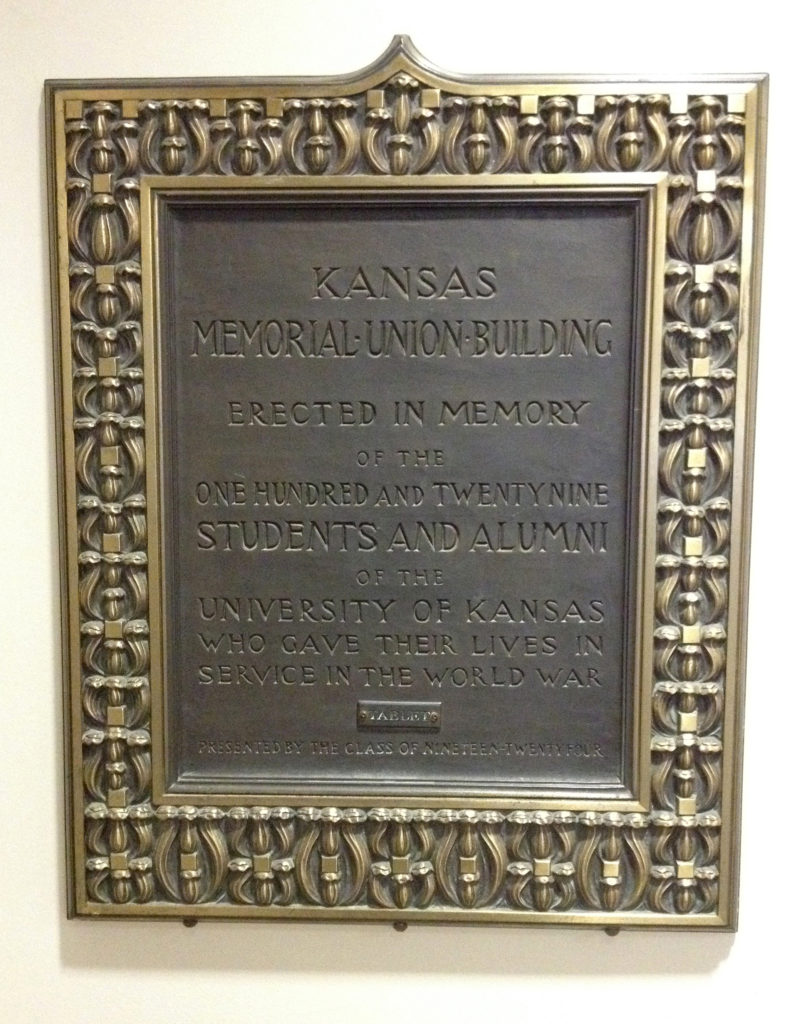 KANSAS
MEMORIAL·UNION·BUILDING
ERECTED IN MEMORY
OF THE
ONE HUNDRED AND TWENTYNINE
STUDENTS AND ALUMNI
OF THE
UNIVERSITY OF KANSAS
WHO GAVE THEIR LIVES IN
SERVICE IN THE WORLD WAR
TABLET
PRESENTED BY THE CLASS OF NINETEEN-TWENTY FOUR